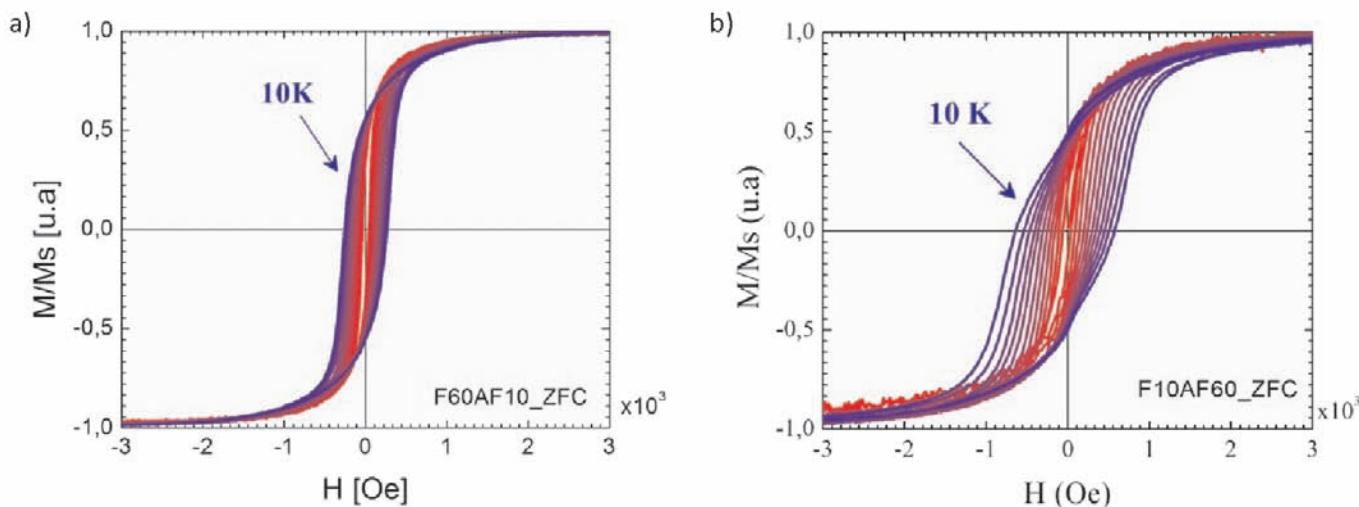 a)
1,0
0,5
0,0
-0,5
-1,0
M/Ms [u.a]
10K
F60AF10_ZFC
x10³
-3 -2 -1 0 1 2 3
H [Oe]
b)
1,0
0,5
0,0
-0,5
-1,0
M/Ms (u.a)
10 K
F10AF60_ZFC
x10³
-3 -2 -1 0 1 2 3
H (Oe)